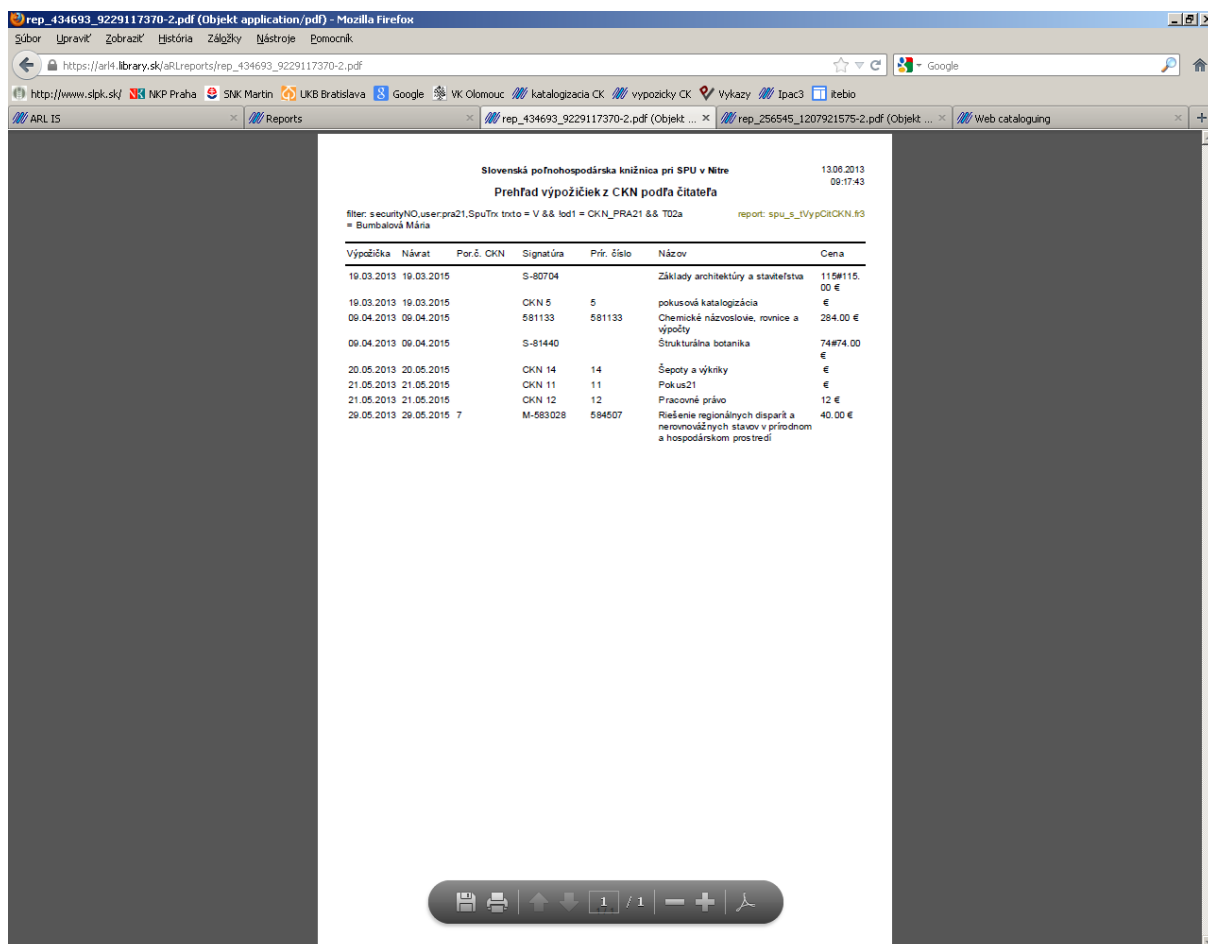 rep_434693_9229117370-2.pdf (Objekt application/pdf) - Mozilla Firefox
Súbor Upraviť Zobraziť História Záložky Nástroje Pomocník
https://arl4.library.sk/aRLreports/rep_434693_9229117370-2.pdf Google
http://www.slpk.sk/ NKP Praha SNK Martin UKB Bratislava Google VK Olomouc katalogizacia CK vypozicky CK Vykazy Ipac3 itebio
ARL IS Reports rep_434693_9229117370-2.pdf (Objekt ... rep_256545_1207921575-2.pdf (Objekt ... Web cataloguing
Slovenská poľnohospodárska knižnica pri SPU v Nitre 13.06.2013
09:17:43
Prehľad výpožičiek z CKN podľa čitateľa
filter: securityNO,user:pra21,SpuTrx trxto = V && !od1 = CKN_PRA21 && T02a report: spu_s_tVypCitCKN.fr3
= Bumbalová Mária
Výpožička Návrat Por.č. CKN Signatúra Prír. číslo Názov Cena
19.03.2013 19.03.2015 S-80704 Základy architektúry a staviteľstva 115#115.
00 €
19.03.2013 19.03.2015 CKN 5 5 pokusová katalogizácia €
09.04.2013 09.04.2015 581133 581133 Chemické názvoslovie, rovnice a 284.00 €
výpočty
09.04.2013 09.04.2015 S-81440 Štrukturálna botanika 74#74.00
€
20.05.2013 20.05.2015 CKN 14 14 Šepoty a výkriky €
21.05.2013 21.05.2015 CKN 11 11 Pokus21 €
21.05.2013 21.05.2015 CKN 12 12 Pracovné právo 12 €
29.05.2013 29.05.2015 7 M-583028 584507 Riešenie regionálnych disparít a 40.00 €
nerovnovážnych stavov v prírodnom
a hospodárskom prostredí
1 / 1